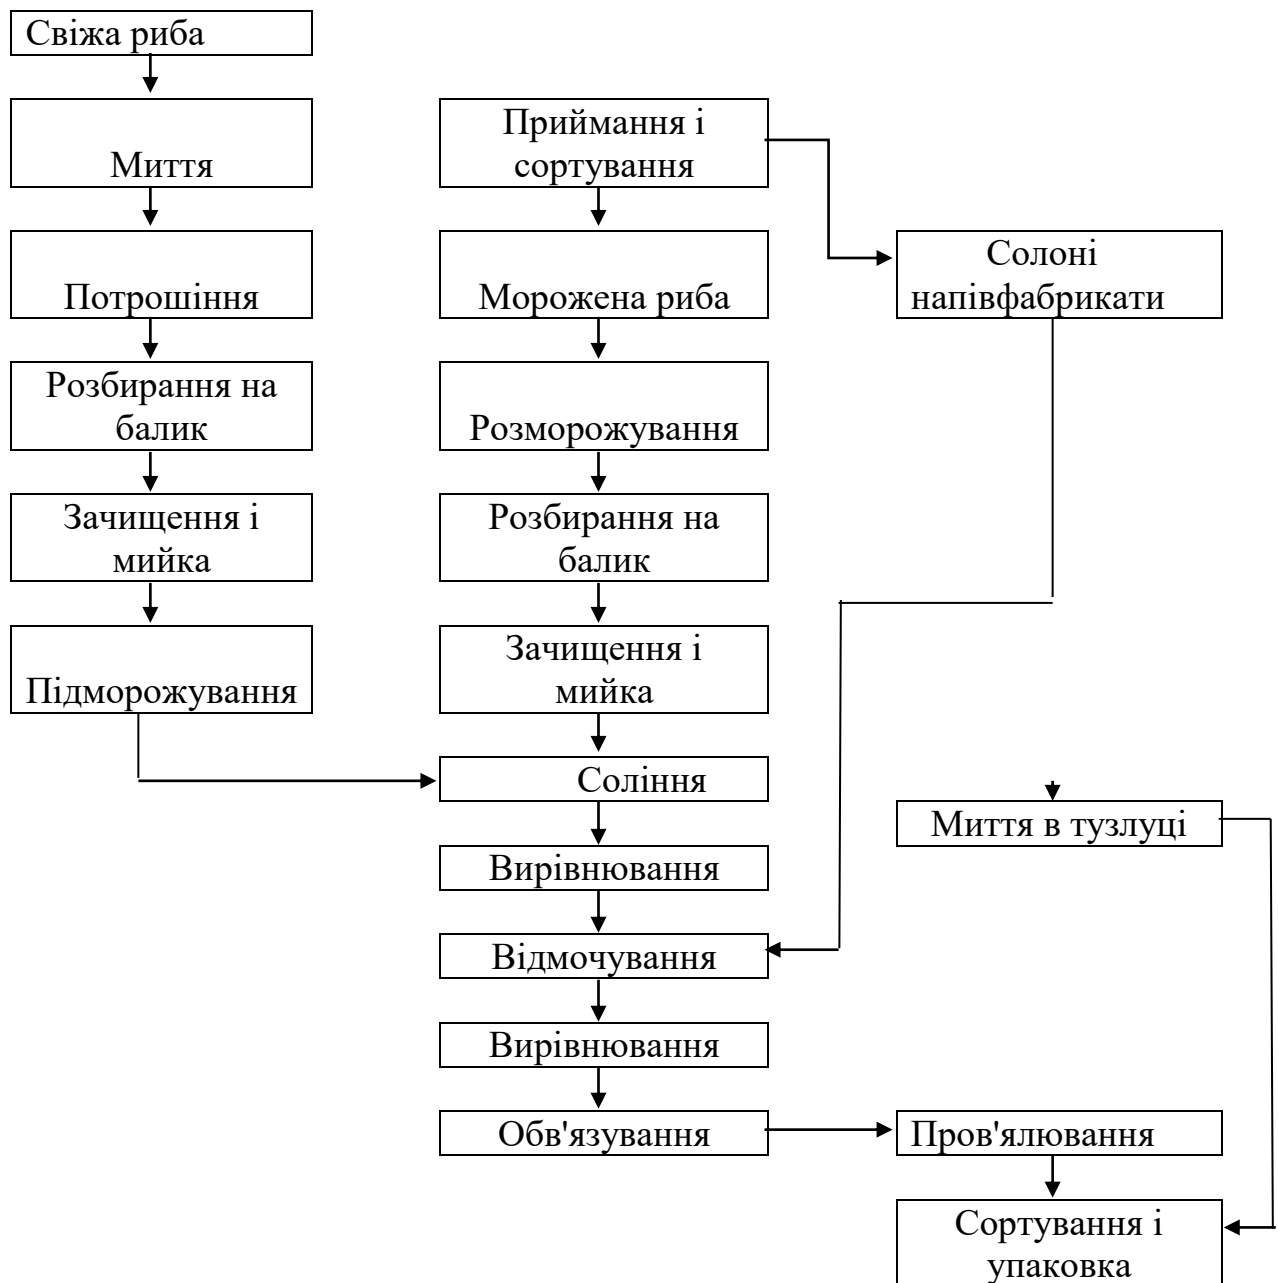 Свіжа риба
Миття
Потрошіння
Розбирання на
балик
Зачищення і
мийка
Підморожування
Приймання і
сортування
Морожена риба
Розморожування
Розбирання на
балик
Зачищення і
мийка
Соління
Вирівнювання
Відмочування
Вирівнювання
Обв'язування
Солоні
напівфабрикати
Миття в тузлуці
Пров'ялювання
Сортування і
упаковка